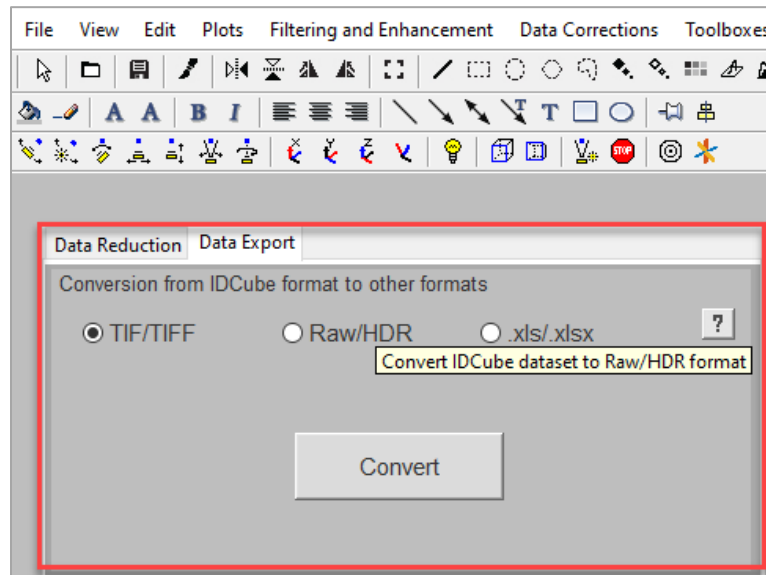 File View Edit Plots Filtering and Enhancement Data Corrections Toolboxes
A A B I T T
X Y Z STOP
Data Reduction Data Export
Conversion from IDCube format to other formats
TIF/TIFF Raw/HDR .xls/.xlsx ?
Convert IDCube dataset to Raw/HDR format
Convert